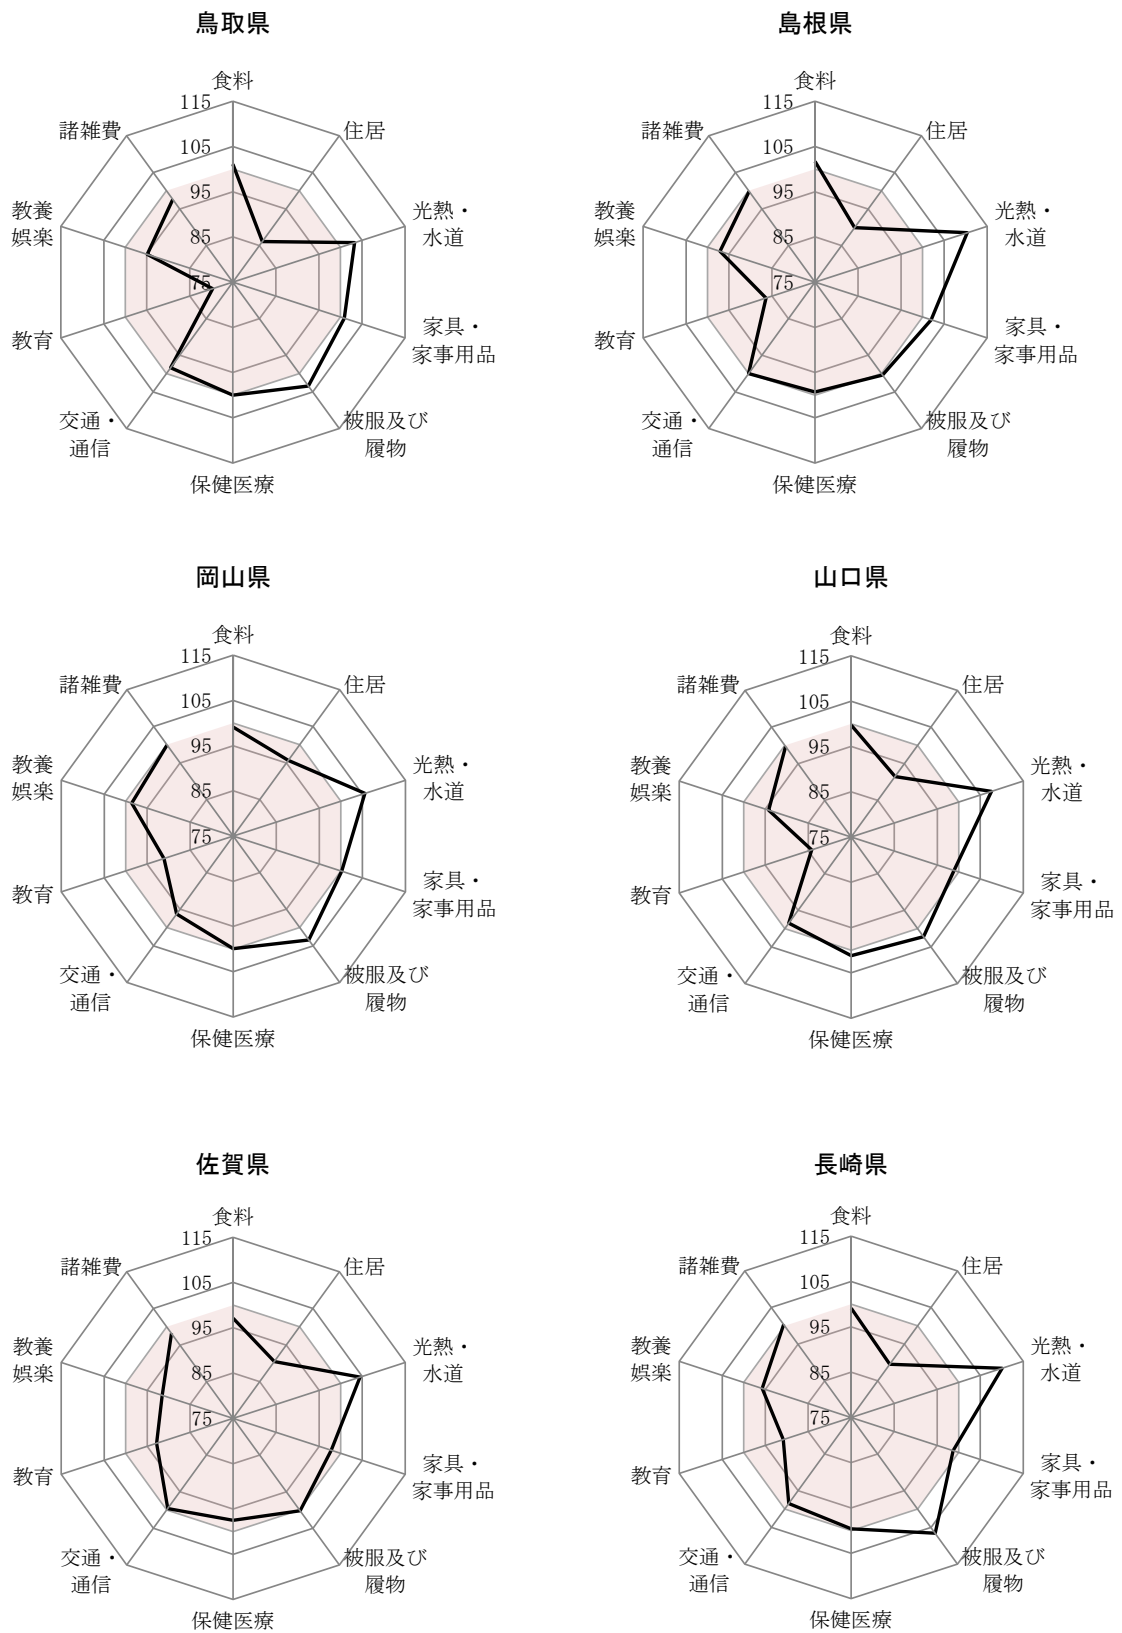 鳥取県
食料
115
住居
諸雑費
105
教養
娯楽
95
光熱・
水道
85
75
教育
家具・
家事用品
交通・
通信
被服及び
履物
保健医療
島根県
食料
115
住居
諸雑費
105
教養
娯楽
95
光熱・
水道
85
75
教育
家具・
家事用品
交通・
通信
被服及び
履物
保健医療
岡山県
食料
115
住居
諸雑費
105
教養
娯楽
95
光熱・
水道
85
75
教育
家具・
家事用品
交通・
通信
被服及び
履物
保健医療
山口県
食料
115
住居
諸雑費
105
教養
娯楽
95
光熱・
水道
85
75
教育
家具・
家事用品
交通・
通信
被服及び
履物
保健医療
佐賀県
食料
115
住居
諸雑費
105
教養
娯楽
95
光熱・
水道
85
75
教育
家具・
家事用品
交通・
通信
被服及び
履物
保健医療
長崎県
食料
115
住居
諸雑費
105
教養
娯楽
95
光熱・
水道
85
75
教育
家具・
家事用品
交通・
通信
被服及び
履物
保健医療